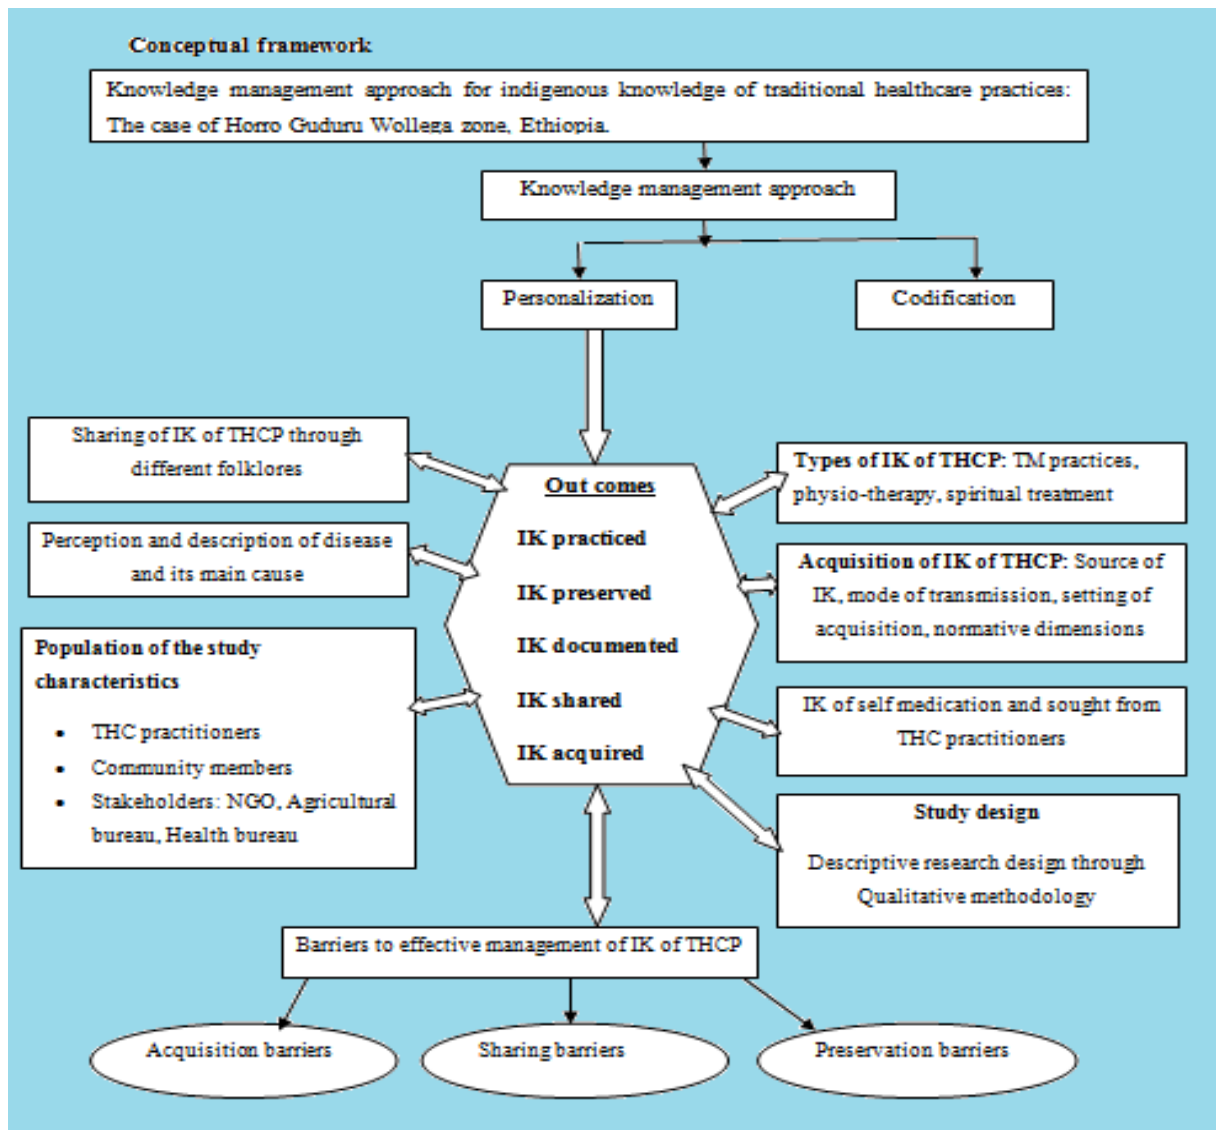 Conceptual framework
Knowledge management approach for indigenous knowledge of traditional healthcare practices:
The case of Horro Guduru Wollega zone, Ethiopia.
Knowledge management approach
Personalization
Codification
Sharing of IK of THCP through
different folklores
Perception and description of disease
and its main cause
Population of the study
characteristics
• THC practitioners
• Community members
• Stakeholders: NGO, Agricultural
bureau, Health bureau
Out comes
IK practiced
IK preserved
IK documented
IK shared
IK acquired
Types of IK of THCP: TM practices,
physio-therapy, spiritual treatment
Acquisition of IK of THCP: Source of
IK, mode of transmission, setting of
acquisition, normative dimensions
IK of self medication and sought from
THC practitioners
Study design
Descriptive research design through
Qualitative methodology
Barriers to effective management of IK of THCP
Acquisition barriers
Sharing barriers
Preservation barriers